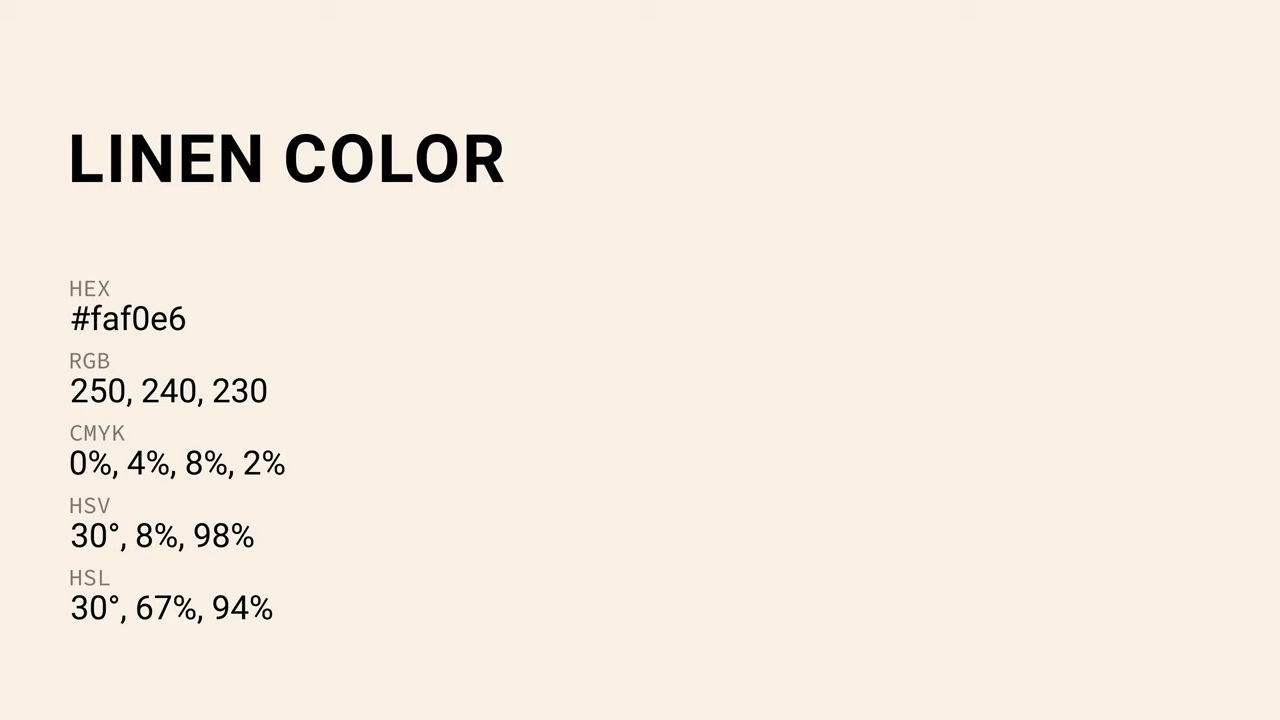 LINEN COLOR
HEX
#faf0e6
RGB
250, 240, 230
CMYK
0%, 4%, 8%, 2%
HSV
30°, 8%, 98%
HSL
30°, 67%, 94%